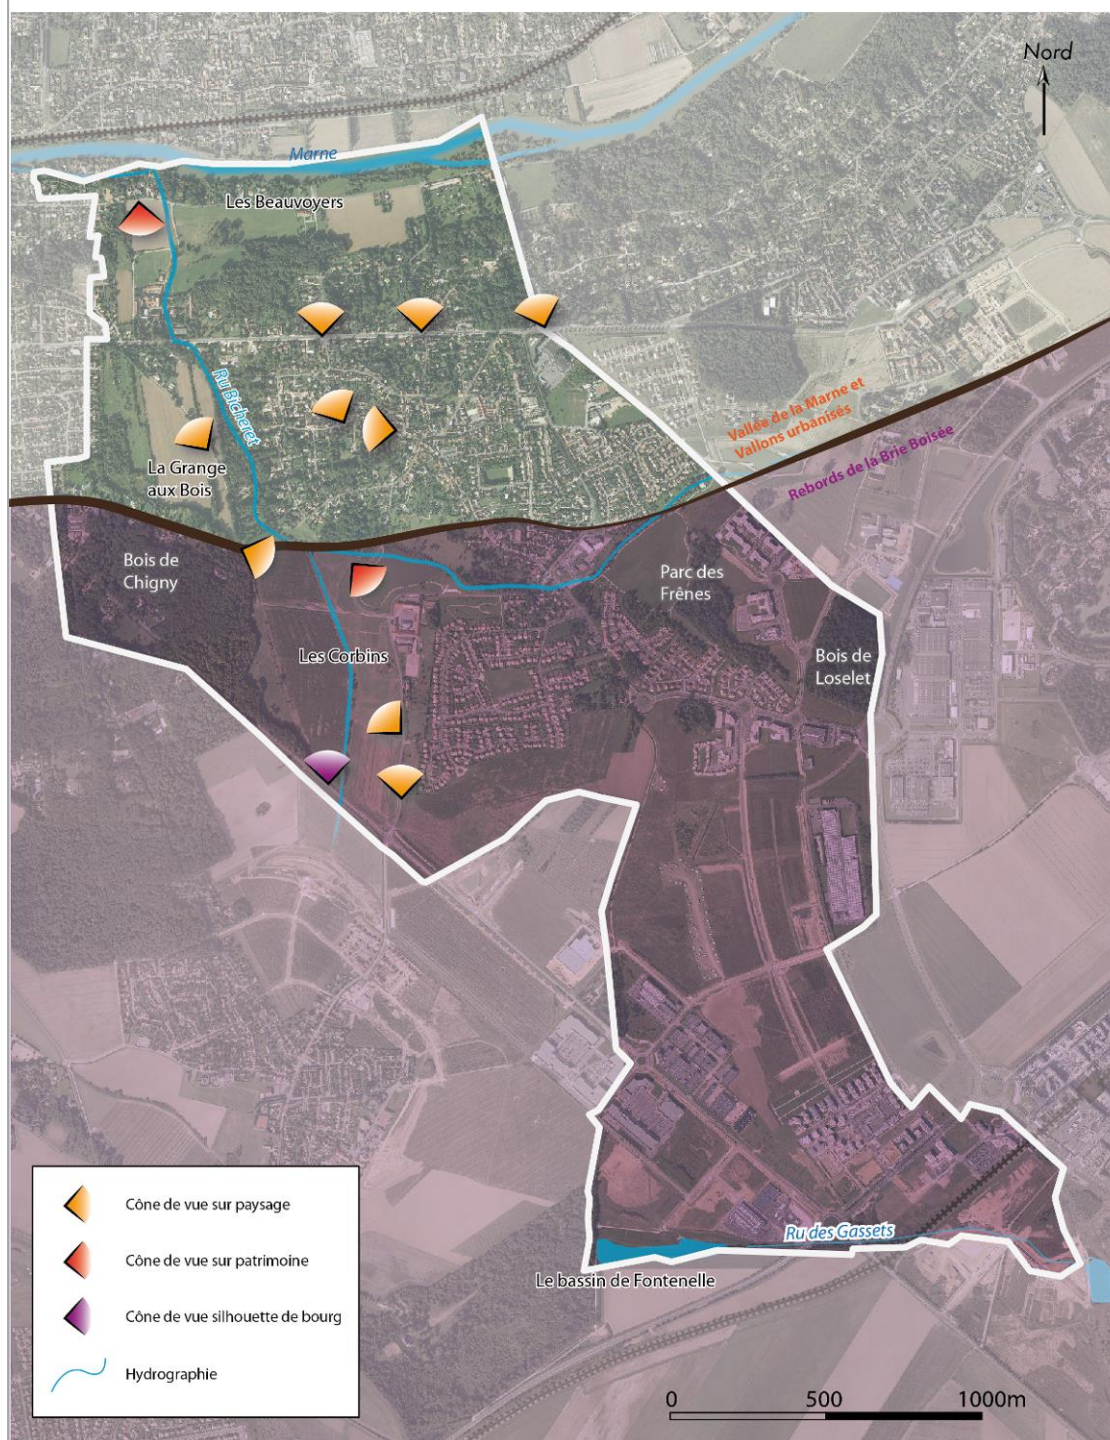 Nord
Marne
Les Beauvoyers
Ru Bicheret
Vallée de la Marne et
Vallons urbanisés
Rebords de la Brie Boisée
La Grange
aux Bois
Bois de
Chigny
Parc des
Frênes
Les Corbins
Bois de
Loselet
Ru des Gassets
Le bassin de Fontenelle
Cône de vue sur paysage
Cône de vue sur patrimoine
Cône de vue silhouette de bourg
Hydrographie
0 500 1000m